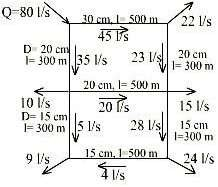 Q=80 l/s
30 cm, l= 500 m
22 l/s
45 l/s
D= 20 cm
l= 300 m
35 l/s
23 l/s
20 cm
l= 300 m
20 cm, l= 500 m
10 l/s
20 l/s
15 l/s
D= 15 cm
l= 300 m
5 l/s
28 l/s
15 cm
l=300 m
15 cm, l=500 m
9 l/s
4 l/s
24 l/s